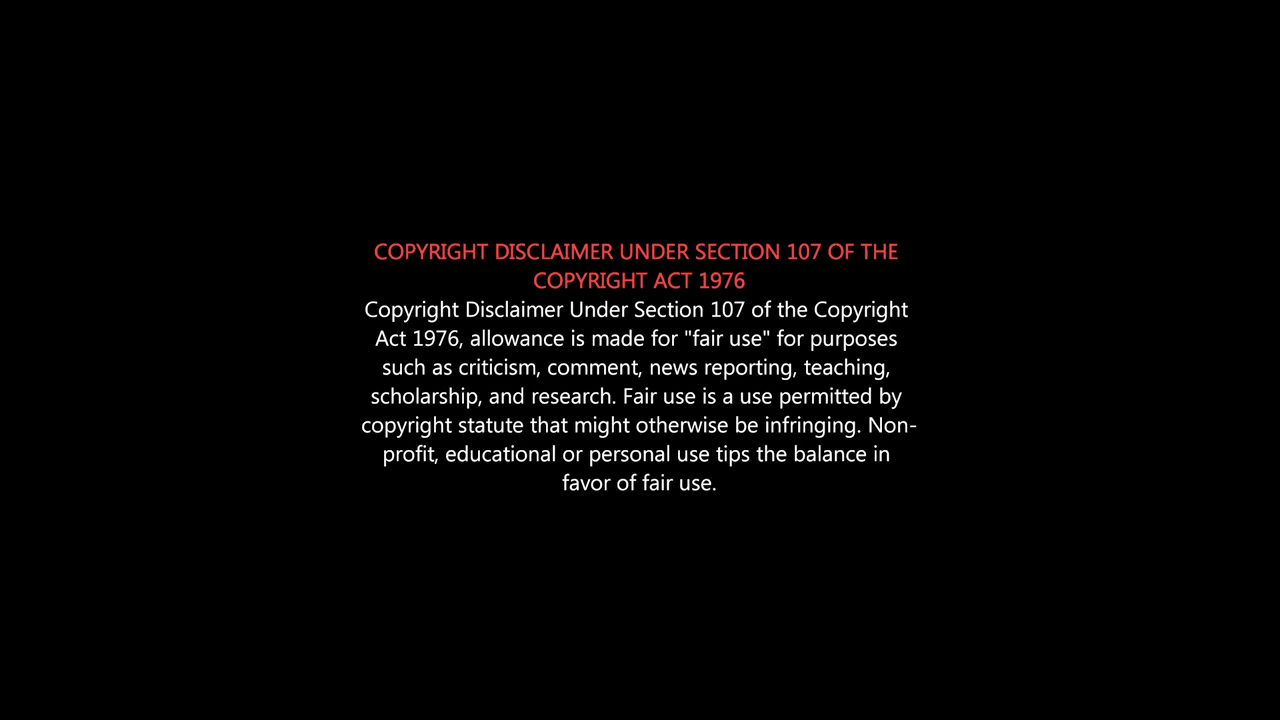 COPYRIGHT DISCLAIMER UNDER SECTION 107 OF THE
COPYRIGHT ACT 1976
Copyright Disclaimer Under Section 107 of the Copyright
Act 1976, allowance is made for "fair use" for purposes
such as criticism, comment, news reporting, teaching,
scholarship, and research. Fair use is a use permitted by
copyright statute that might otherwise be infringing. Non-
profit, educational or personal use tips the balance in
favor of fair use.